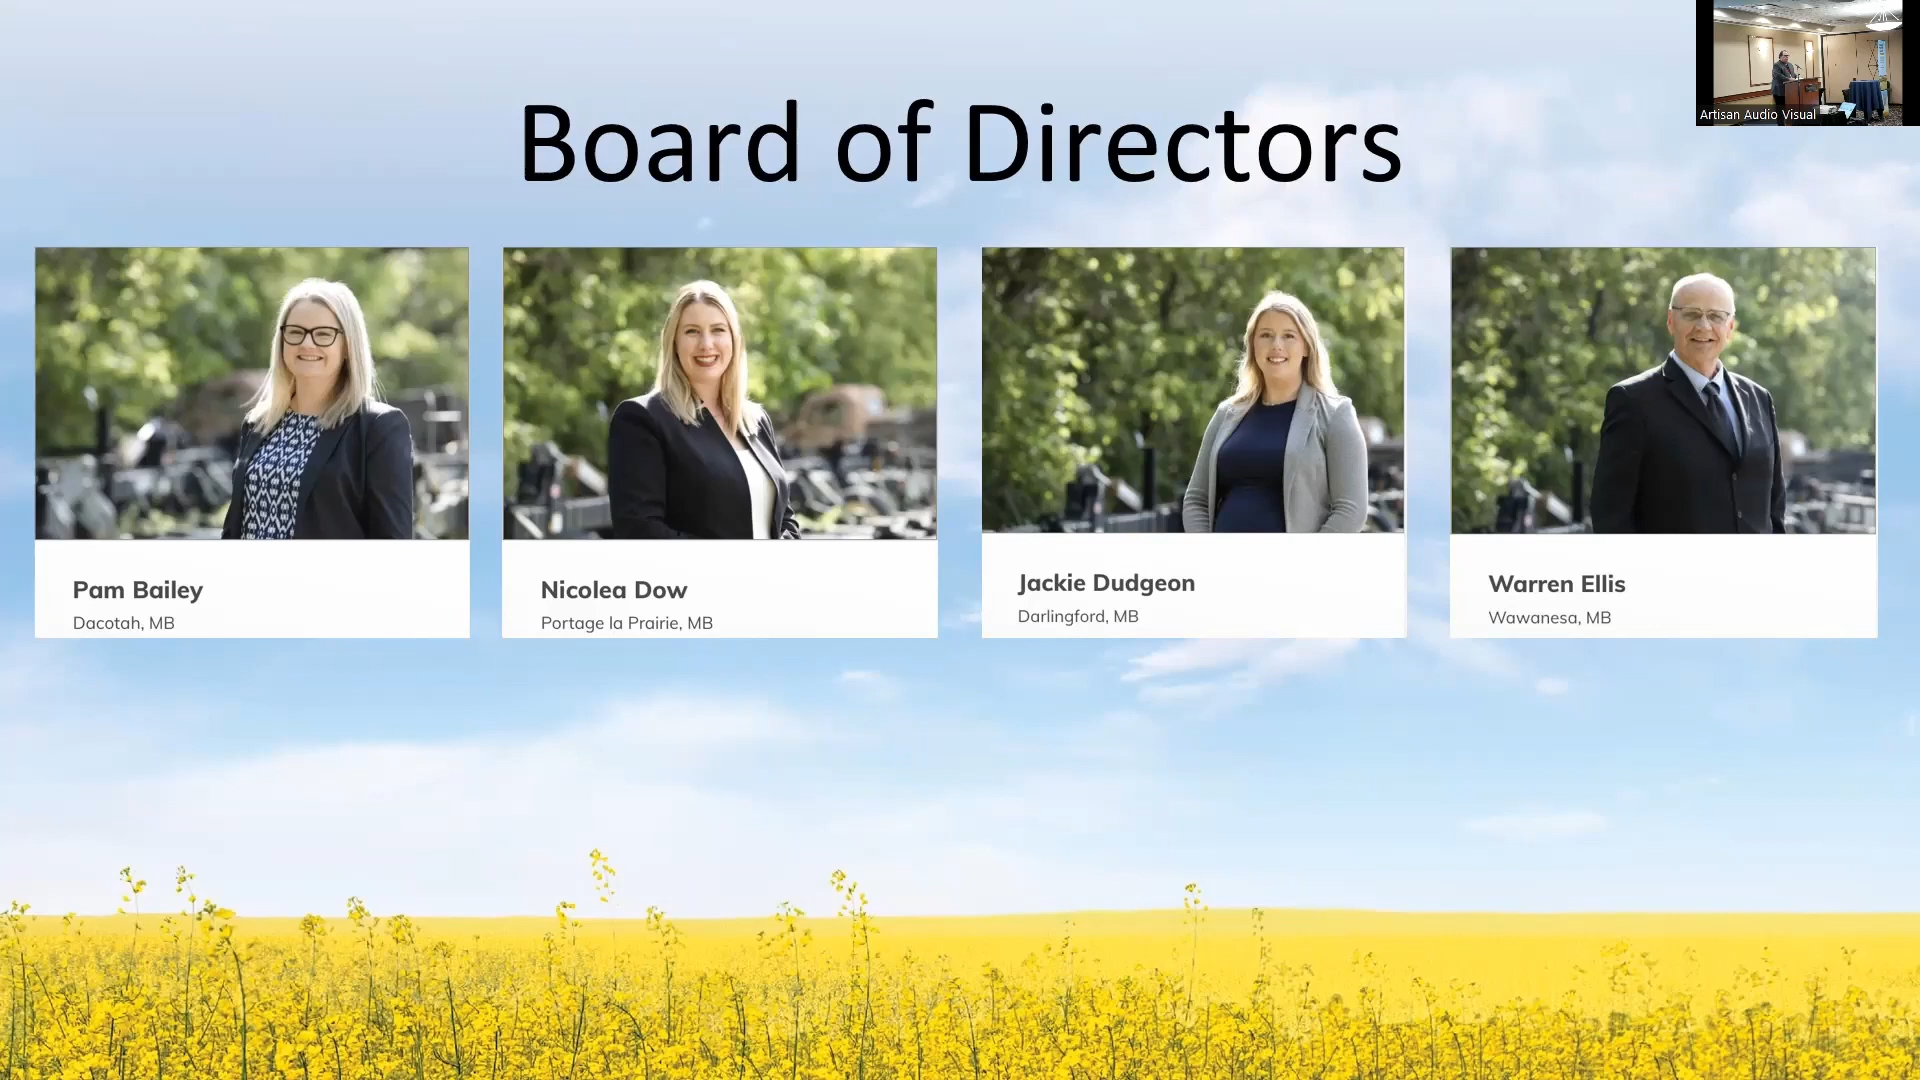 Board of Directors
Artisan Audio Visual
Pam Bailey
Dacotah, MB
Nicolea Dow
Portage la Prairie, MB
Jackie Dudgeon
Darlingford, MB
Warren Ellis
Wawanesa, MB